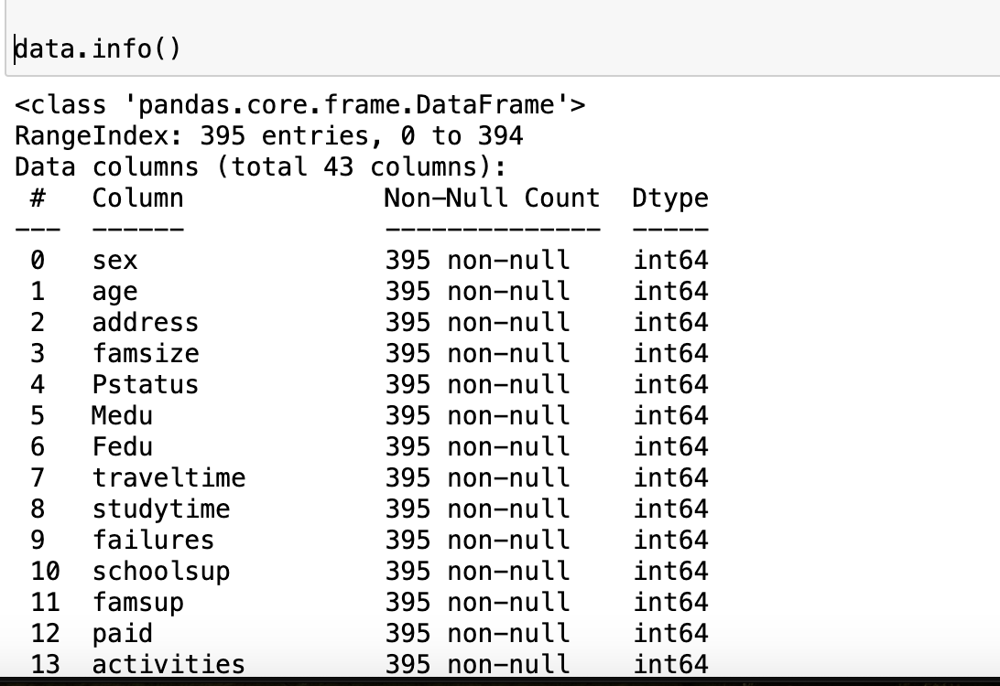 data.info()
<class 'pandas.core.frame.DataFrame'>
RangeIndex: 395 entries, 0 to 394
Data columns (total 43 columns):
 #   Column             Non-Null Count  Dtype
---  ------             --------------  -----
 0   sex                395 non-null    int64
 1   age                395 non-null    int64
 2   address            395 non-null    int64
 3   famsize            395 non-null    int64
 4   Pstatus            395 non-null    int64
 5   Medu               395 non-null    int64
 6   Fedu               395 non-null    int64
 7   traveltime         395 non-null    int64
 8   studytime          395 non-null    int64
 9   failures           395 non-null    int64
 10  schoolsup          395 non-null    int64
 11  famsup             395 non-null    int64
 12  paid               395 non-null    int64
 13  activities         395 non-null    int64